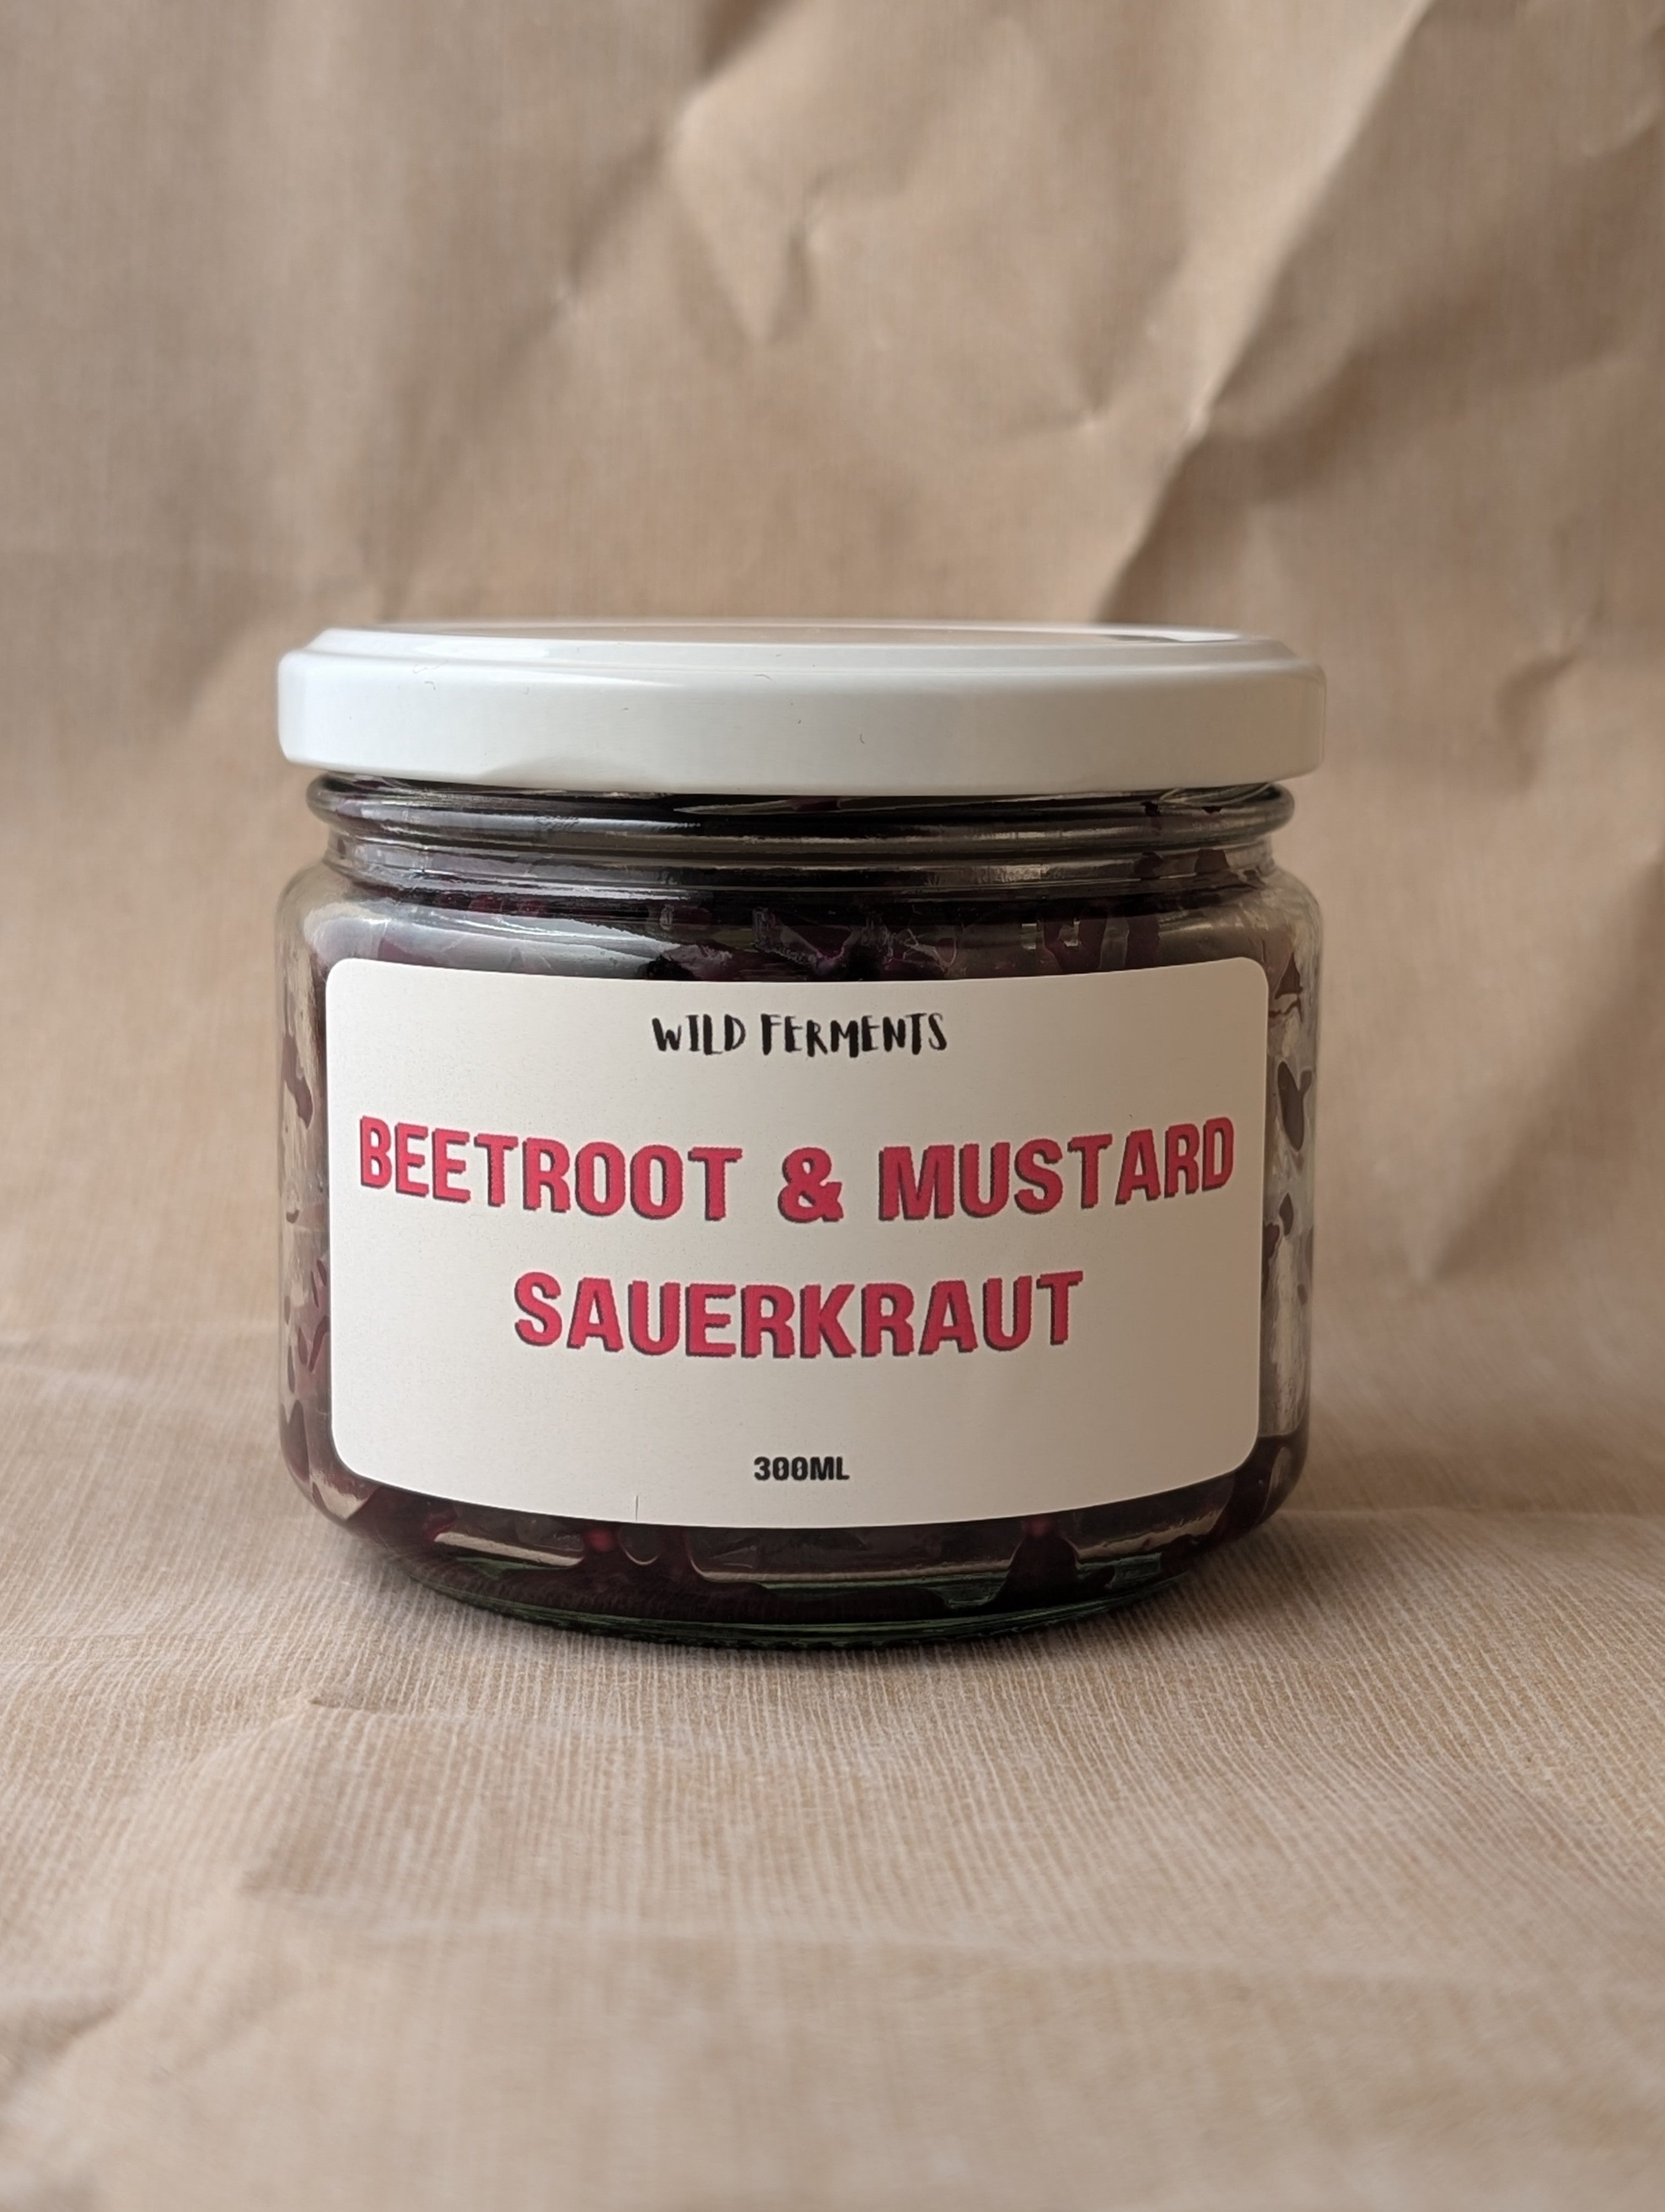 WILD FERMENTS
BEETROOT & MUSTARD
SAUERKRAUT
300ML